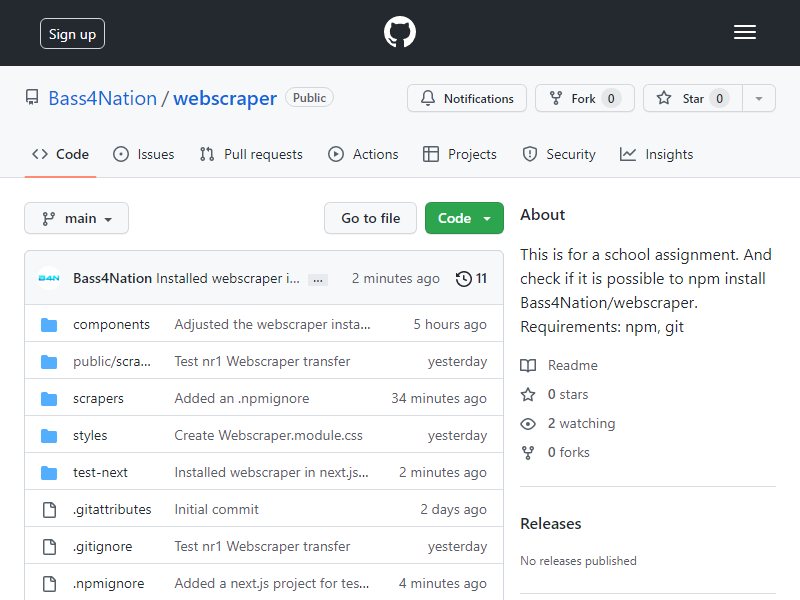 Sign up
Bass4Nation / webscraper Public
Notifications
Fork 0
Star 0
Code
Issues
Pull requests
Actions
Projects
Security
Insights
main
Go to file
Code
B4N Bass4Nation Installed webscraper i... ... 2 minutes ago 11
components Adjusted the webscraper insta... 5 hours ago
public/scra... Test nr1 Webscraper transfer yesterday
scrapers Added an .npmignore 34 minutes ago
styles Create Webscraper.module.css yesterday
test-next Installed webscraper in next.js... 2 minutes ago
.gitattributes Initial commit 2 days ago
.gitignore Test nr1 Webscraper transfer yesterday
.npmignore Added a next.js project for tes... 4 minutes ago
About
This is for a school assignment. And
check if it is possible to npm install
Bass4Nation/webscraper.
Requirements: npm, git
Readme
0 stars
2 watching
0 forks
Releases
No releases published